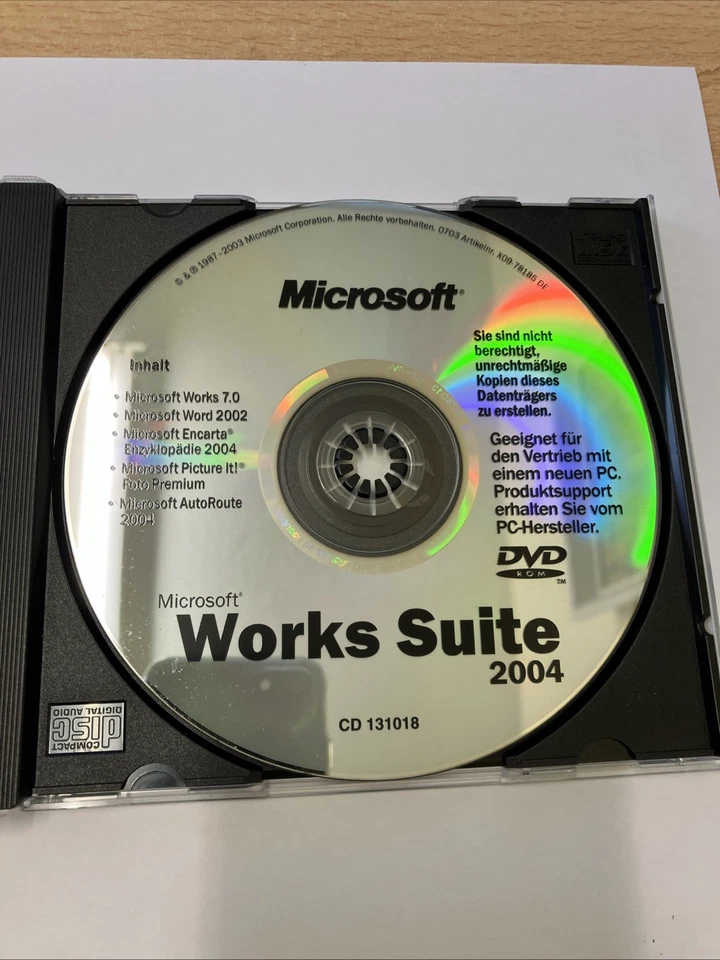 © & ℗ 1987-2003 Microsoft Corporation. Alle Rechte vorbehalten. 0703 Artikelnr. X09-78185 DE
Microsoft®
Inhalt
• Microsoft Works 7.0
• Microsoft Word 2002
• Microsoft Encarta®
Enzyklopädie 2004
• Microsoft Picture It!®
Foto Premium
• Microsoft AutoRoute
2004
Sie sind nicht
berechtigt,
unrechtmäßige
Kopien dieses
Datenträgers
zu erstellen.
Geeignet für
den Vertrieb mit
einem neuen PC.
Produktsupport
erhalten Sie vom
PC-Hersteller.
DVD
ROM
TM
Microsoft®
Works Suite
2004
CD 131018
COMPACT
disc
DIGITAL AUDIO